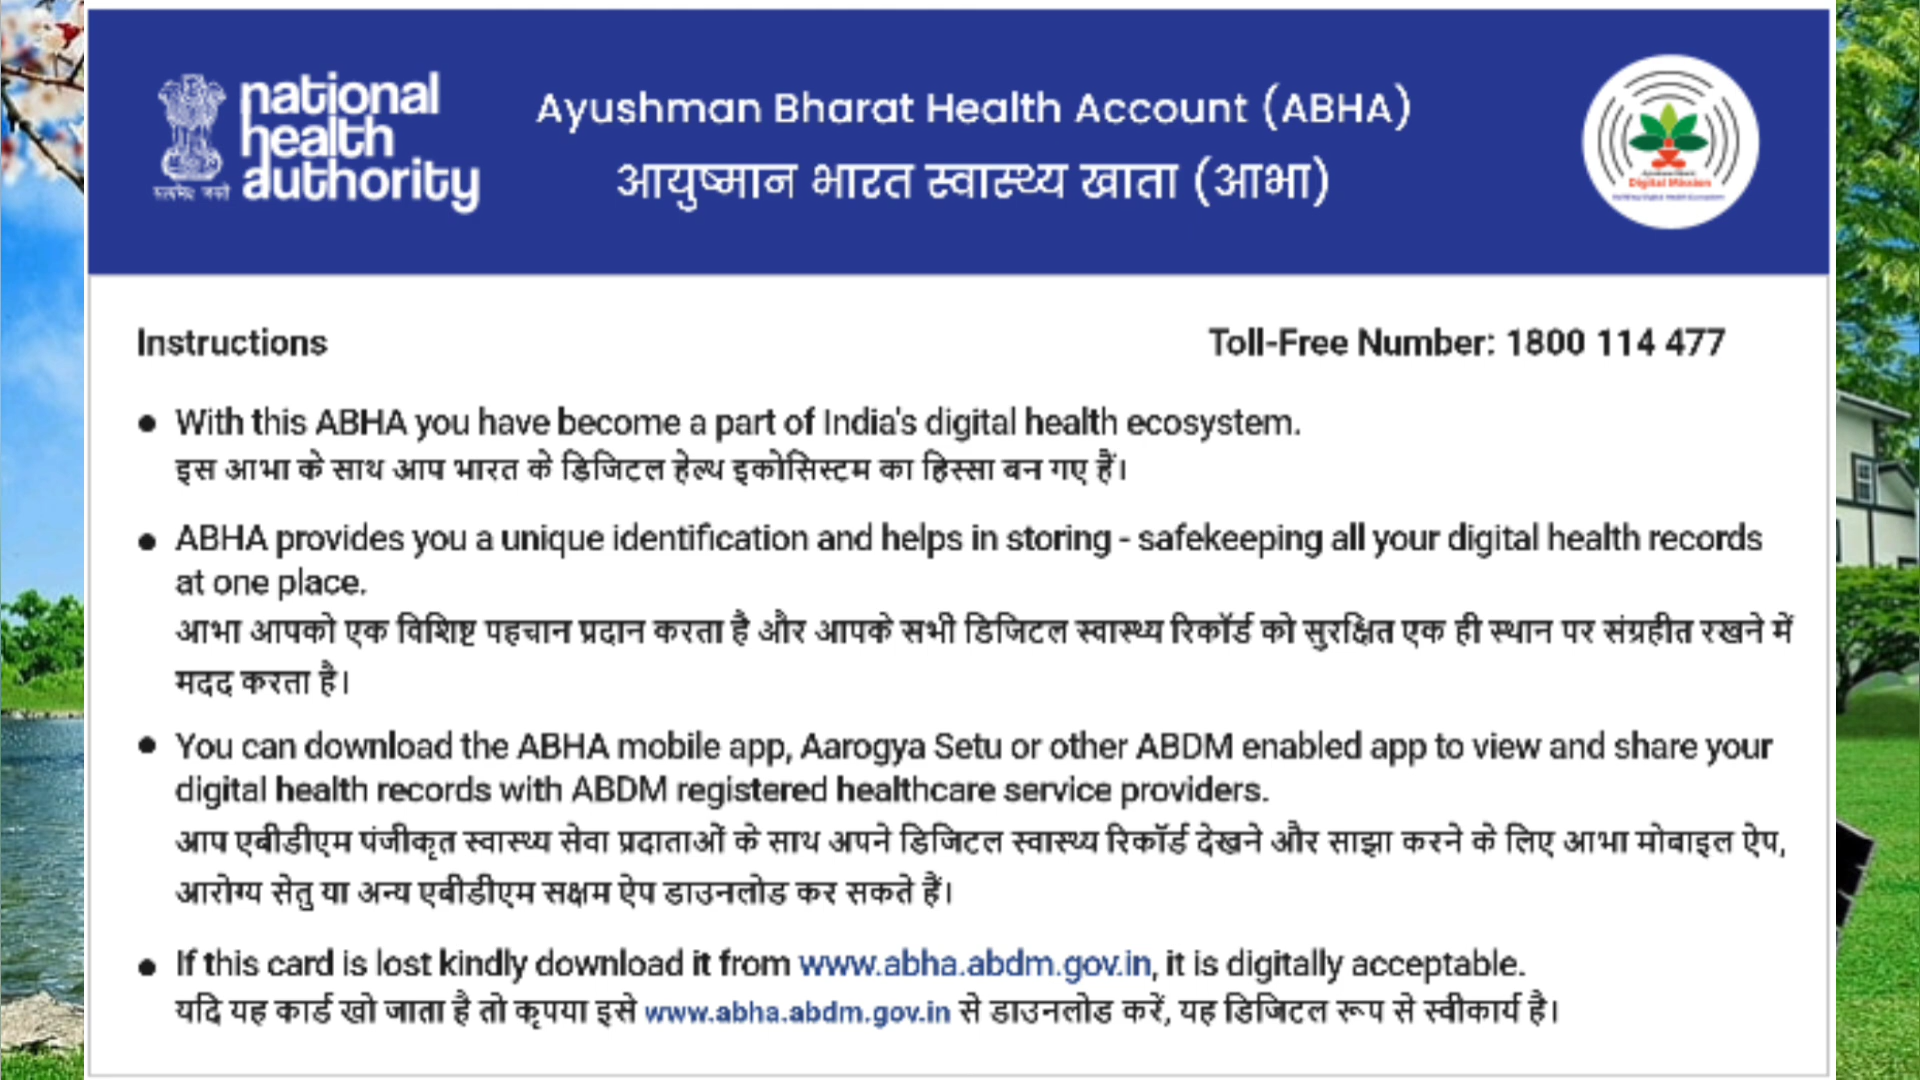 national
health
authority
सत्यमेव जयते
Ayushman Bharat Health Account (ABHA)
आयुष्मान भारत स्वास्थ्य खाता (आभा)
Digital Mission
Instructions
Toll-Free Number: 1800 114 477
● With this ABHA you have become a part of India's digital health ecosystem.
इस आभा के साथ आप भारत के डिजिटल हेल्थ इकोसिस्टम का हिस्सा बन गए हैं।
● ABHA provides you a unique identification and helps in storing - safekeeping all your digital health records
at one place.
आभा आपको एक विशिष्ट पहचान प्रदान करता है और आपके सभी डिजिटल स्वास्थ्य रिकॉर्ड को सुरक्षित एक ही स्थान पर संग्रहीत रखने में
मदद करता है।
● You can download the ABHA mobile app, Aarogya Setu or other ABDM enabled app to view and share your
digital health records with ABDM registered healthcare service providers.
आप एबीडीएम पंजीकृत स्वास्थ्य सेवा प्रदाताओं के साथ अपने डिजिटल स्वास्थ्य रिकॉर्ड देखने और साझा करने के लिए आभा मोबाइल ऐप,
आरोग्य सेतु या अन्य एबीडीएम सक्षम ऐप डाउनलोड कर सकते हैं।
● If this card is lost kindly download it from www.abha.abdm.gov.in, it is digitally acceptable.
यदि यह कार्ड खो जाता है तो कृपया इसे www.abha.abdm.gov.in से डाउनलोड करें, यह डिजिटल रूप से स्वीकार्य है।